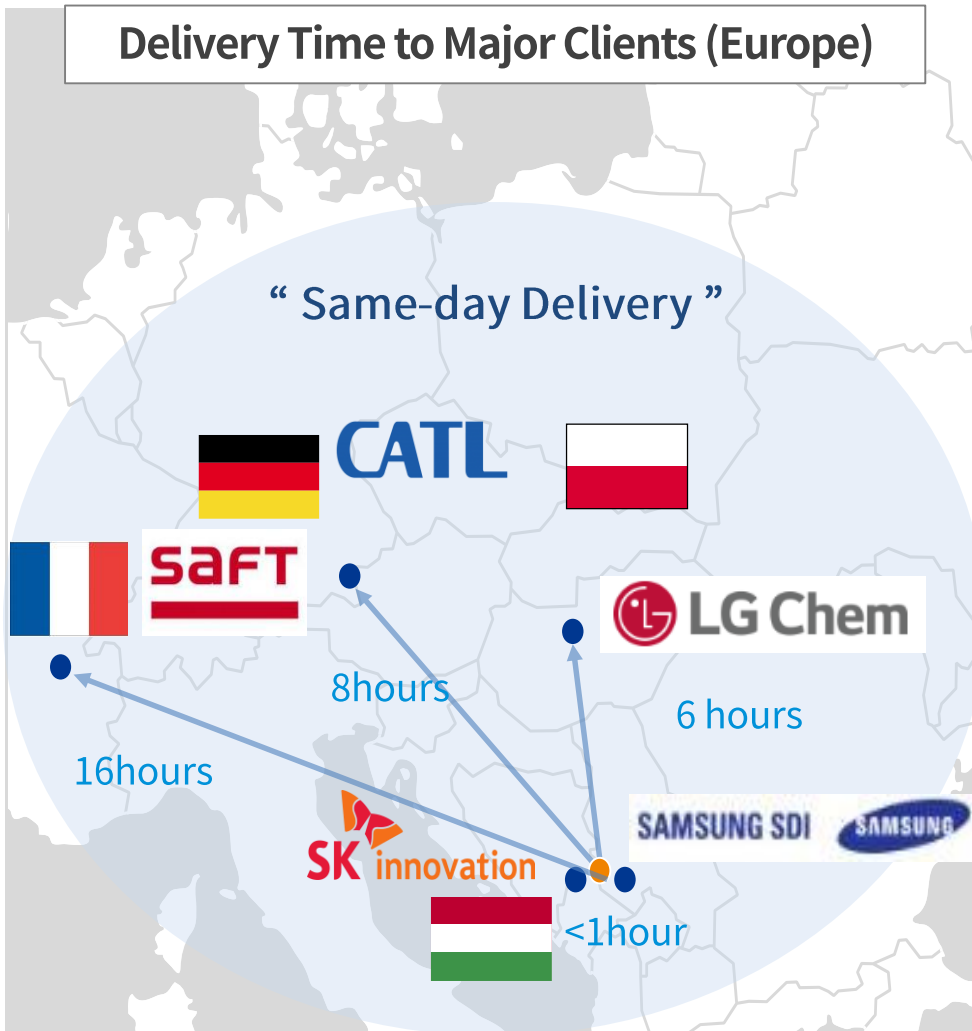 Delivery Time to Major Clients (Europe)
“ Same-day Delivery ”
CATL
SAFT
LG Chem
8hours
6 hours
16hours
SAMSUNG SDI SAMSUNG
SK innovation
<1hour